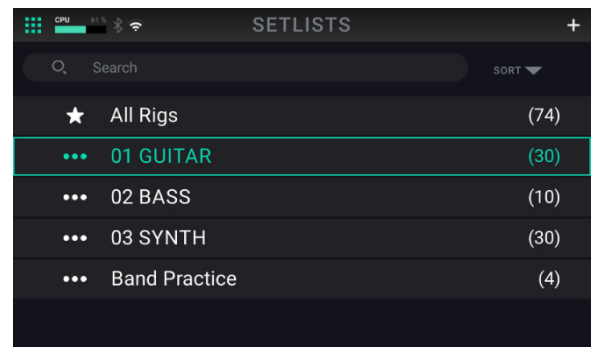 CPU 81% SETLISTS +
Search SORT
All Rigs (74)
01 GUITAR (30)
02 BASS (10)
03 SYNTH (30)
Band Practice (4)